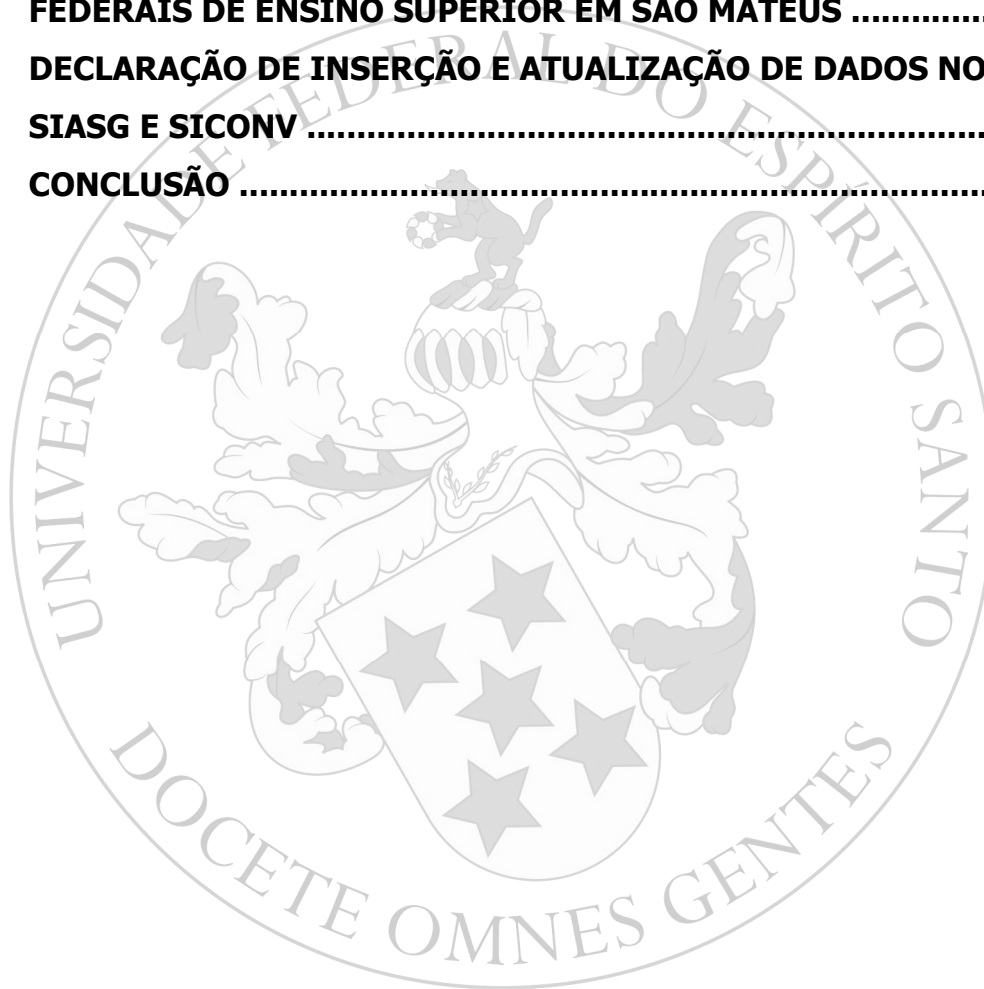 FEDERAIS DE ENSINO SUPERIOR EM SÃO MATEUS ..............
DECLARAÇÃO DE INSERÇÃO E ATUALIZAÇÃO DE DADOS NO
SIASG E SICONV ....................................................................
CONCLUSÃO ...........................................................................
UNIVERSIDADE FEDERAL DO ESPÍRITO SANTO
DOCETE OMNES GENTES